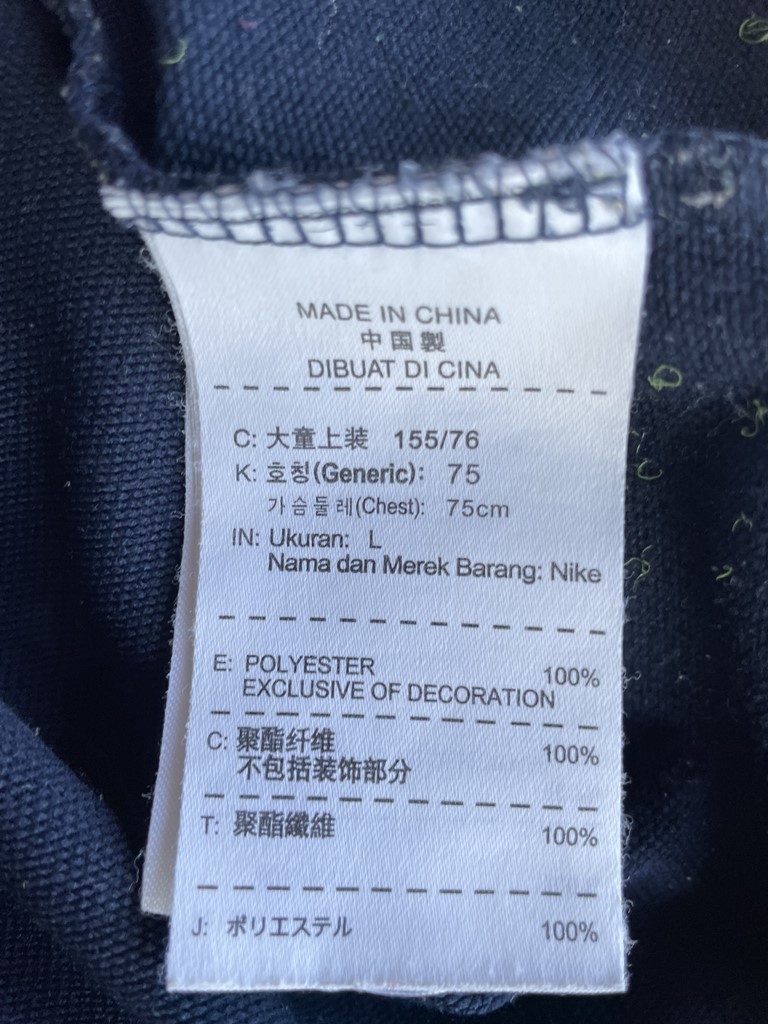 MADE IN CHINA
中国製
DIBUAT DI CINA
C: 大童上装 155/76
K: 호칭(Generic): 75
가슴둘레(Chest): 75cm
IN: Ukuran: L
Nama dan Merek Barang: Nike
E: POLYESTER 100%
EXCLUSIVE OF DECORATION
C: 聚酯纤维 100%
不包括装饰部分
T: 聚酯纖維 100%
J: ポリエステル 100%